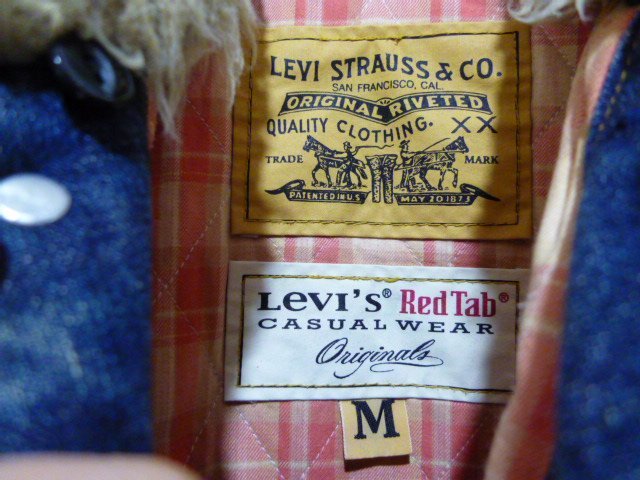 LEVI STRAUSS & CO.
SAN FRANCISCO, CAL.
ORIGINAL RIVETED
QUALITY CLOTHING. XX
TRADE MARK
PATENTED IN U.S. MAY 20 1873
Levi's® Red Tab®
CASUAL WEAR
Originals
M